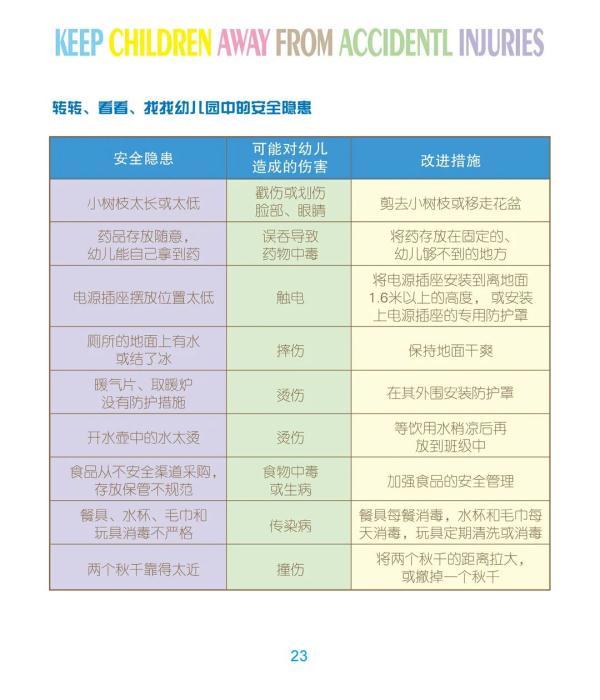 KEEP CHILDREN AWAY FROM ACCIDENTL INJURIES
转转、看看、找找幼儿园中的安全隐患
安全隐患
可能对幼儿
造成的伤害
改进措施
小树枝太长或太低
戳伤或划伤
脸部、眼睛
剪去小树枝或移走花盆
药品存放随意，
幼儿能自己拿到药
误吞导致
药物中毒
将药存放在固定的、
幼儿够不到的地方
电源插座摆放位置太低
触电
将电源插座安装到离地面
1.6米以上的高度，或安装
上电源插座的专用防护罩
厕所的地面上有水
或结了冰
摔伤
保持地面干爽
暖气片、取暖炉
没有防护措施
烫伤
在其外围安装防护罩
开水壶中的水太烫
烫伤
等饮用水稍凉后再
放到班级中
食品从不安全渠道采购，
存放保管不规范
食物中毒
或生病
加强食品的安全管理
餐具、水杯、毛巾和
玩具消毒不严格
传染病
餐具每餐消毒，水杯和毛巾每
天消毒，玩具定期清洗或消毒
两个秋千靠得太近
撞伤
将两个秋千的距离拉大，
或撤掉一个秋千
23